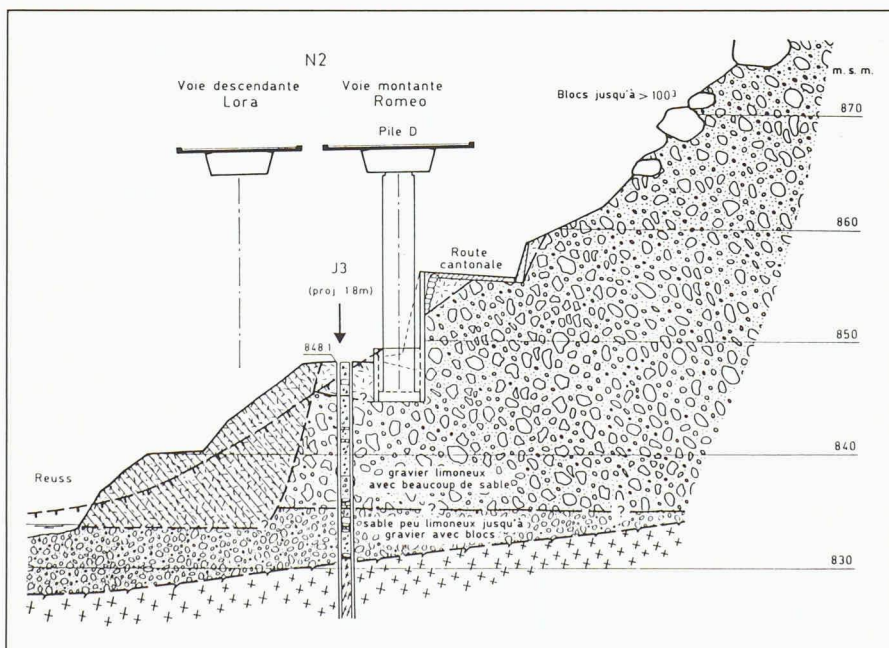 N2
Voie descendante
Lora
Voie montante
Romeo
Pile D
Blocs jusqu'à > 100³
m. s. m.
870
860
Route
cantonale
J3
(proj 18m)
850
848.1
840
Reuss
gravier limoneux
avec beaucoup de sable
?
?
?
sable peu limoneux jusqu'à
gravier avec blocs
830